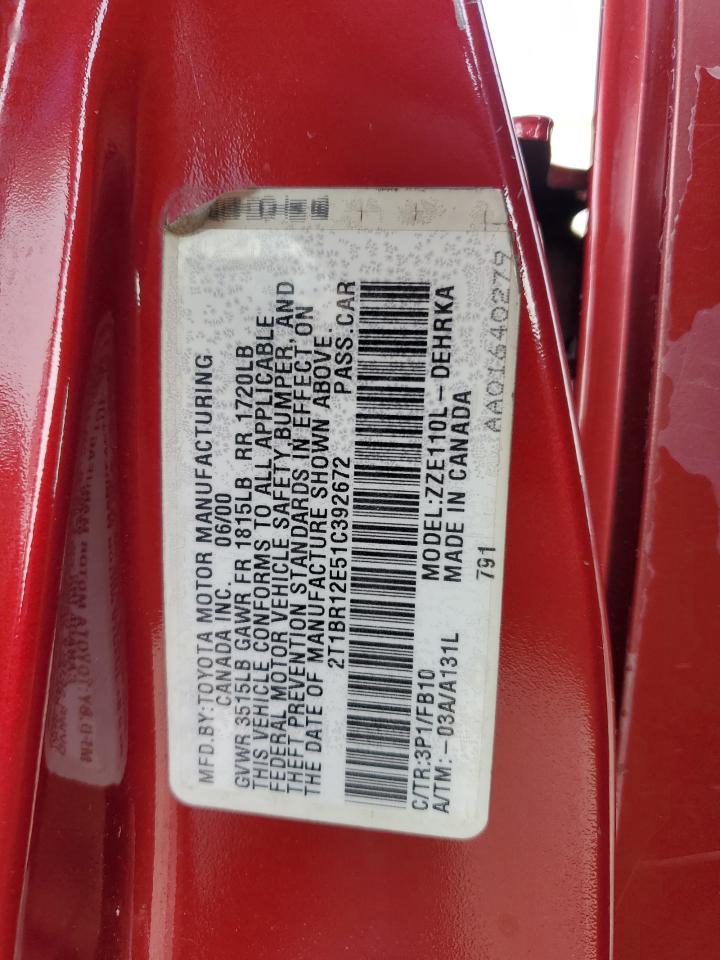 MFD.BY:TOYOTA MOTOR MANUFACTURING
CANADA INC. 06/00
GVWR 3515LB GAWR FR 1815LB RR 1720LB
THIS VEHICLE CONFORMS TO ALL APPLICABLE
FEDERAL MOTOR VEHICLE SAFETY,BUMPER, AND
THEFT PREVENTION STANDARDS IN EFFECT ON
THE DATE OF MANUFACTURE SHOWN ABOVE.
2T1BR12E51C392672 PASS.CAR
C/TR:3P1/FB10 MODEL:ZZE110L-DEHRKA
A/TM:-03A/A131L MADE IN CANADA
791
AA01640279